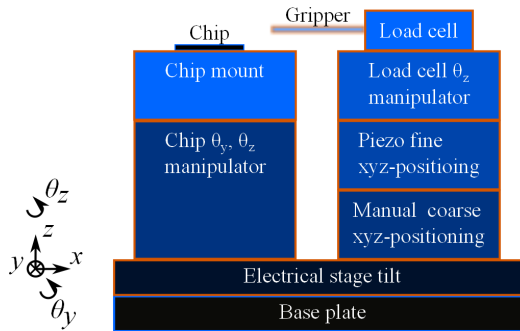 Gripper
Chip
Load cell
Chip mount
Load cell θz
manipulator
Chip θy, θz
manipulator
Piezo fine
xyz-positioing
Manual coarse
xyz-positioning
θz
z
y
x
θy
Electrical stage tilt
Base plate